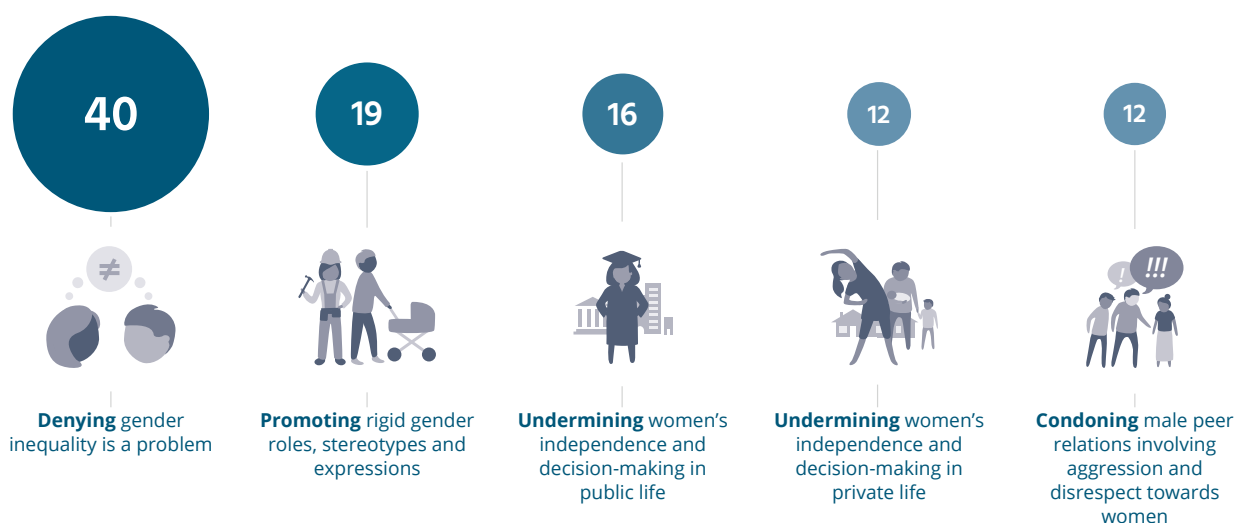 40
19
16
12
12
≠
!
!!!
Denying gender
inequality is a problem
Promoting rigid gender
roles, stereotypes and
expressions
Undermining women’s
independence and
decision-making in
public life
Undermining women’s
independence and
decision-making in
private life
Condoning male peer
relations involving
aggression and
disrespect towards
women